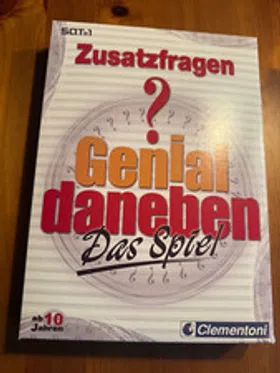 SAT.1
Zusatzfragen
?
Genial
daneben
Das Spiel
ab 10
Jahren
Clementoni